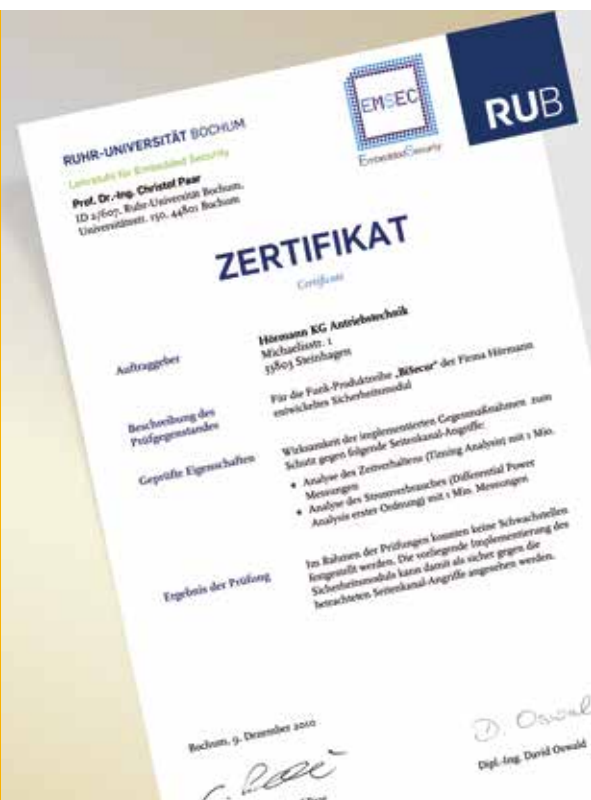 RUHR-UNIVERSITÄT BOCHUM
Lehrstuhl für Embedded Security
Prof. Dr.-Ing. Christof Paar
ID 2/607, Ruhr-Universität Bochum,
Universitätsstr. 150, 44801 Bochum
EMSEC
Embedded Security
RUB
ZERTIFIKAT
Certificate
Auftraggeber
Hörmann KG Antriebstechnik
Michaelisstr. 1
33803 Steinhagen
Beschreibung des
Prüfgegenstandes
Für die Funk-Produktreihe „BiSecur" der Firma Hörmann
entwickeltes Sicherheitsmodul
Geprüfte Eigenschaften
Wirksamkeit der implementierten Gegenmaßnahmen zum
Schutz gegen folgende Seitenkanal-Angriffe:
• Analyse des Zeitverhaltens (Timing Analysis) mit 1 Mio.
Messungen
• Analyse des Stromverbrauches (Differential Power
Analysis erster Ordnung) mit 1 Mio. Messungen
Ergebnis der Prüfung
Im Rahmen der Prüfungen konnten keine Schwachstellen
festgestellt werden. Die vorliegende Implementierung des
Sicherheitsmoduls kann damit als sicher gegen die
betrachteten Seitenkanal-Angriffe angesehen werden.
Bochum, 9. Dezember 2010
D. Oswald
Dipl.-Ing. David Oswald